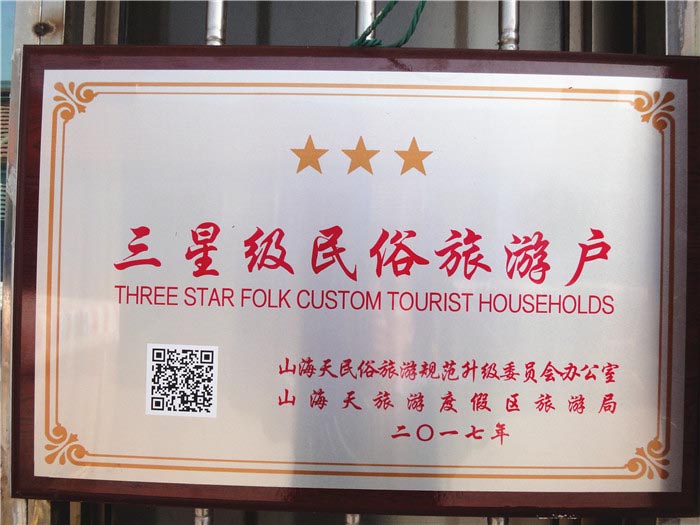 三星级民俗旅游户
THREE STAR FOLK CUSTOM TOURIST HOUSEHOLDS
山海天民俗旅游规范升级委员会办公室
山海天旅游度假区旅游局
二〇一七年